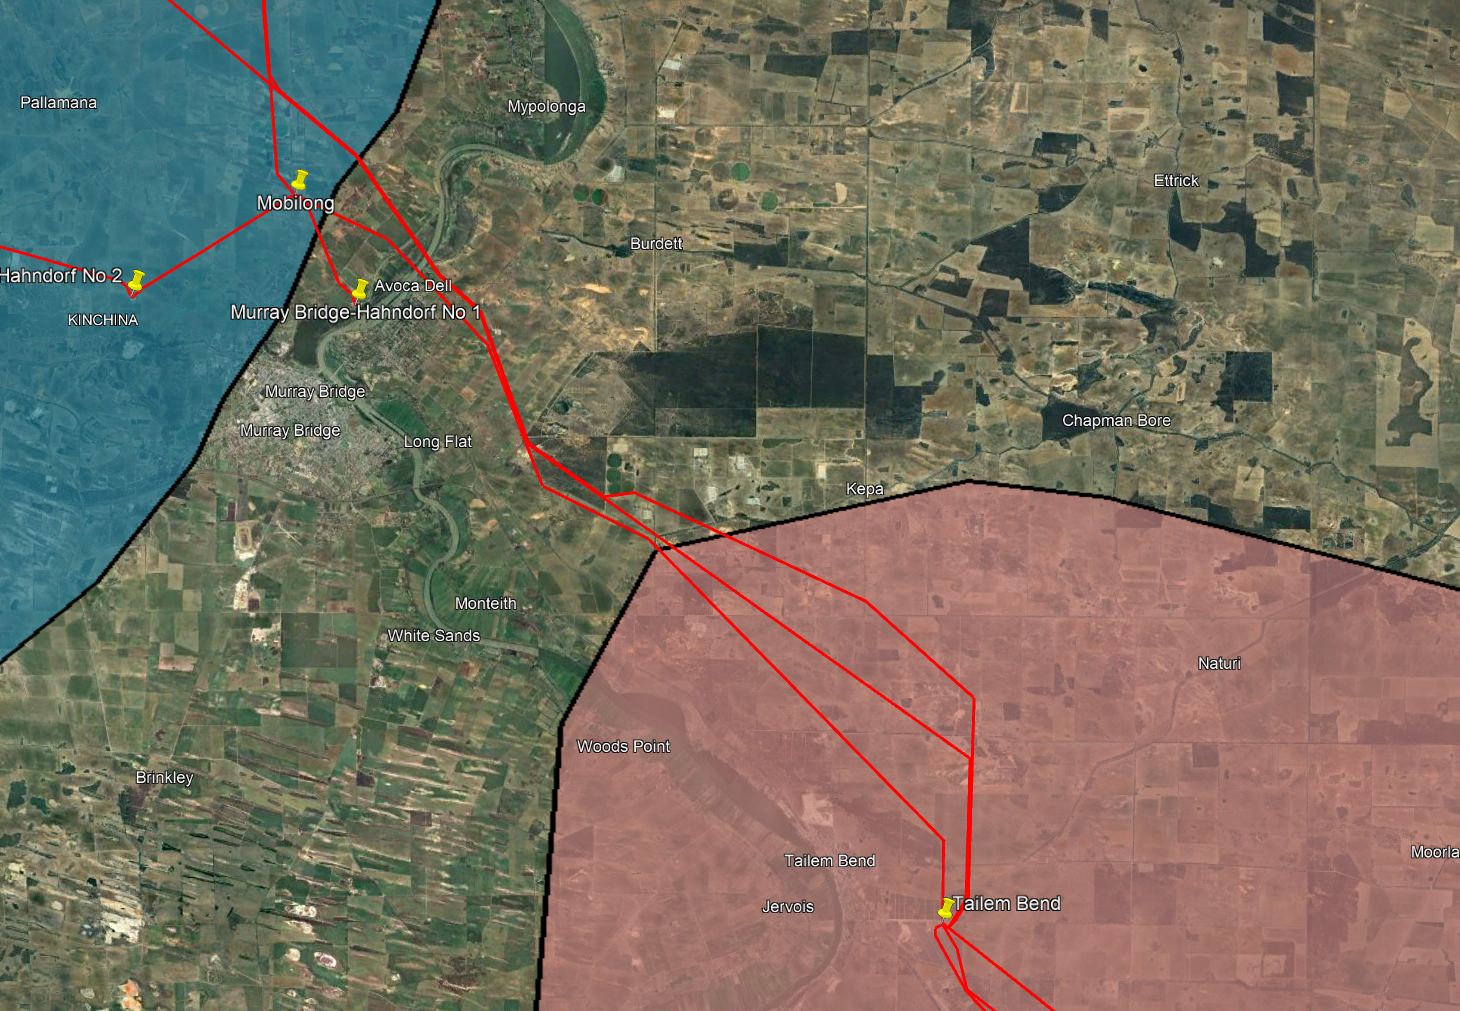 Pallamana
Mypolonga
Ettrick
Mobilong
Burdett
Hahndorf No 2
Avoca Dell
Murray Bridge-Hahndorf No 1
KINCHINA
Murray Bridge
Chapman Bore
Murray Bridge
Long Flat
Kepa
Monteith
White Sands
Naturi
Woods Point
Brinkley
Moorla
Tailem Bend
Tailem Bend
Jervois